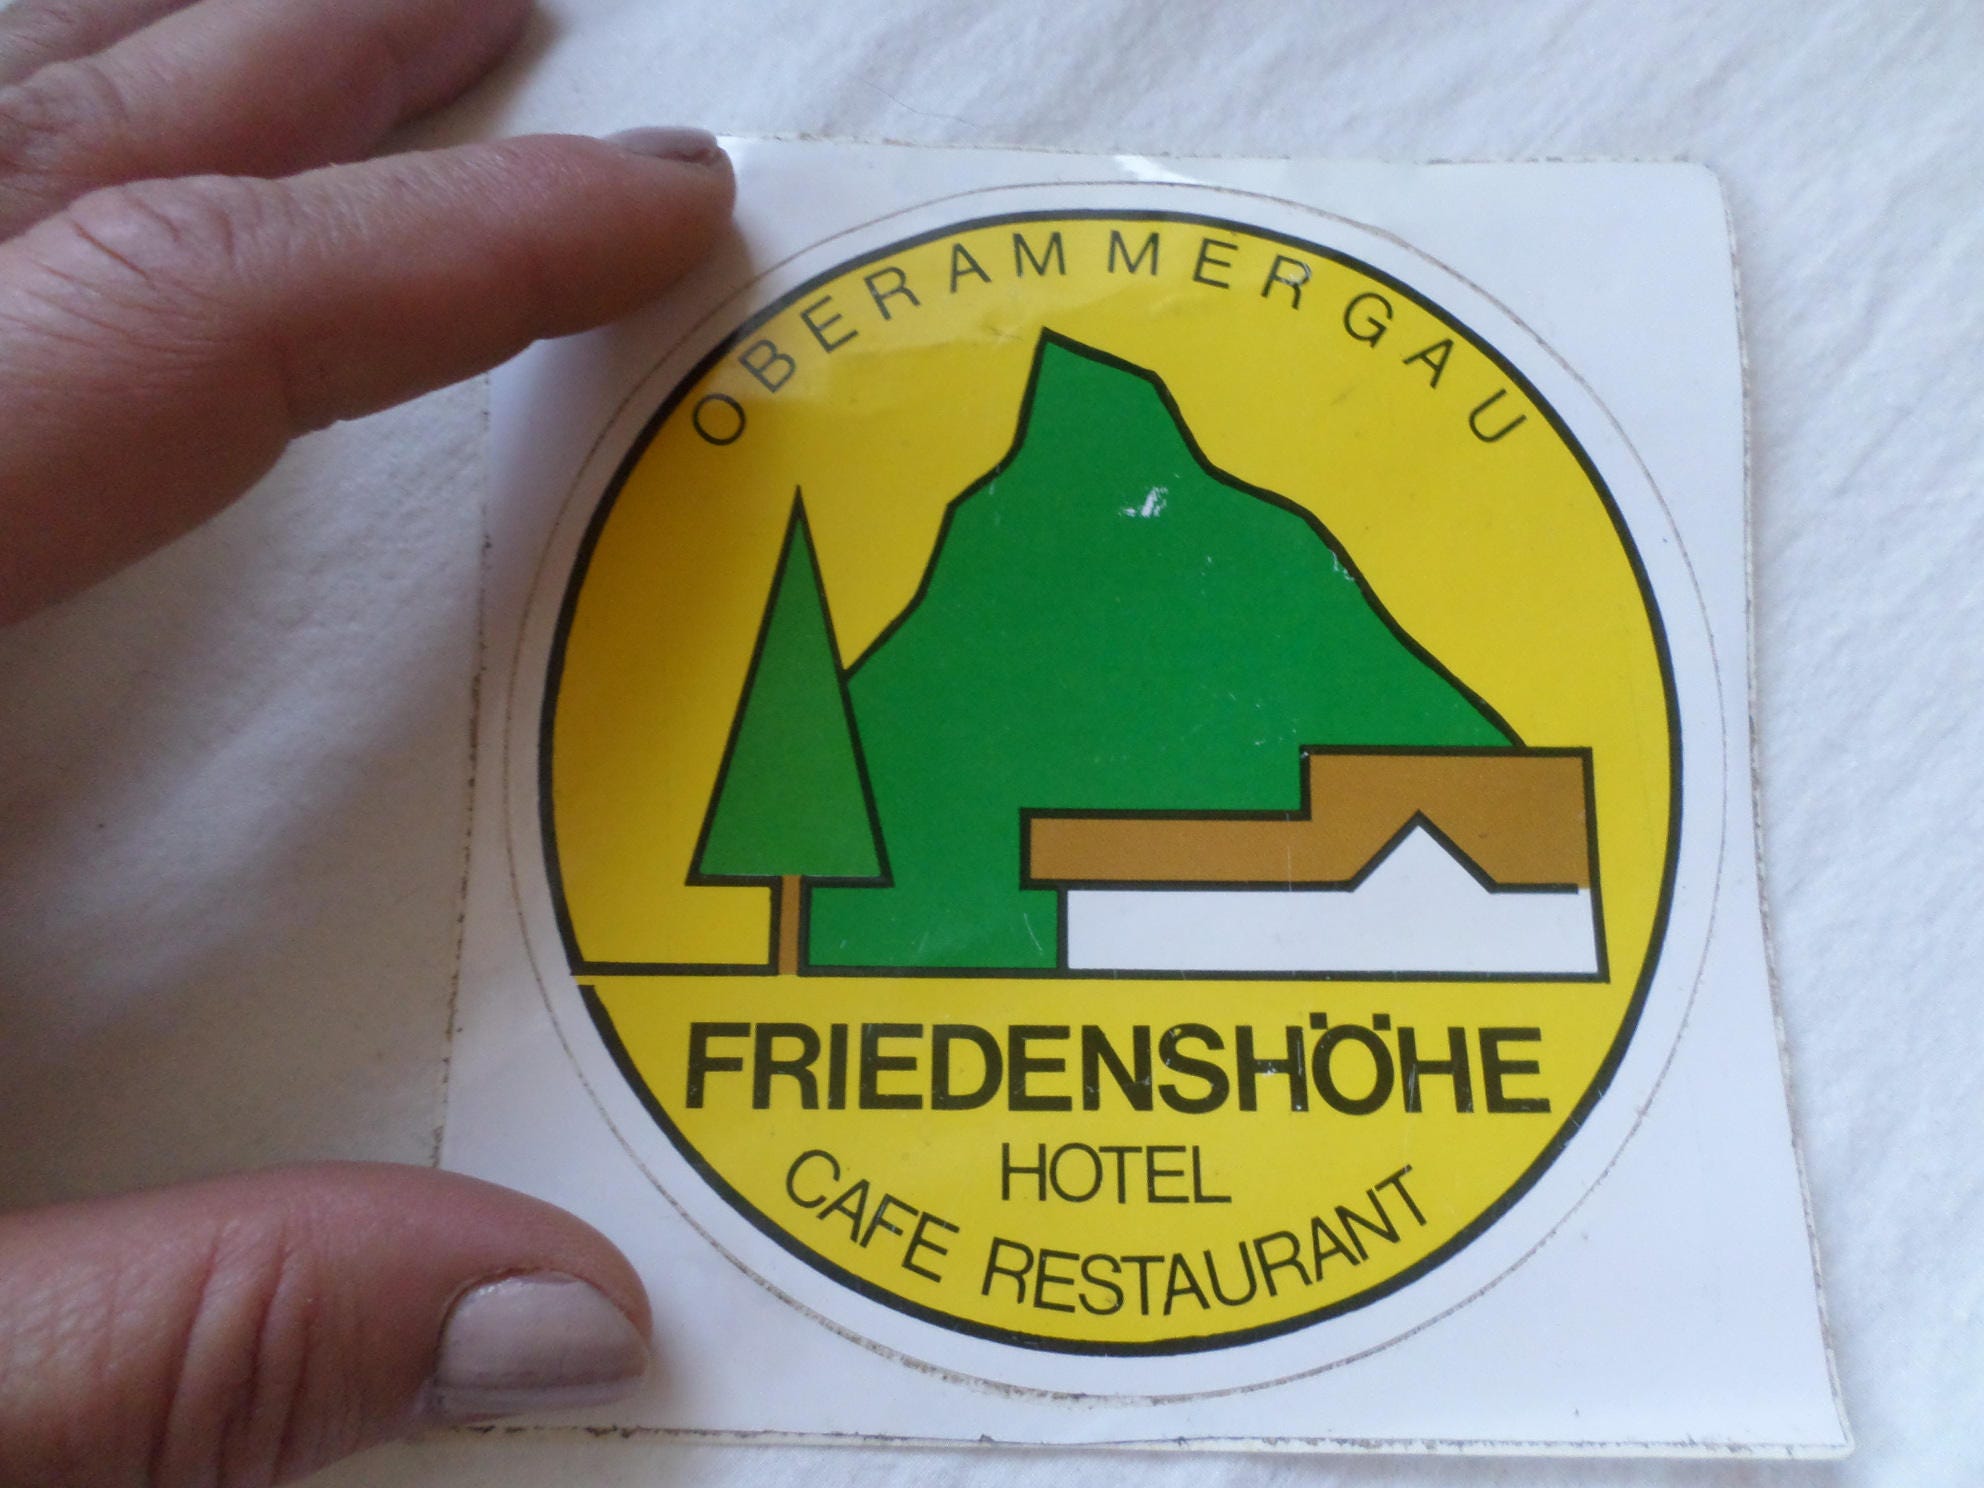 OBERAMMERGAU
FRIEDENSHÖHE
HOTEL
CAFE RESTAURANT